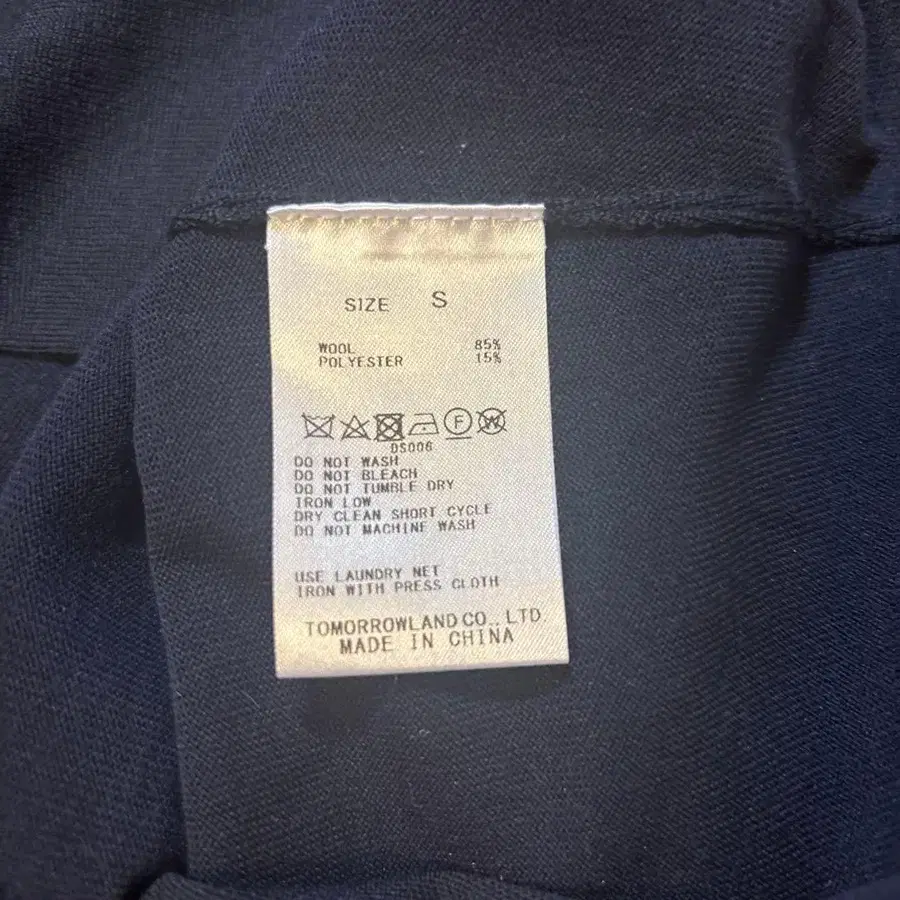 SIZE S
WOOL 85%
POLYESTER 15%
F W
DS006
DO NOT WASH
DO NOT BLEACH
DO NOT TUMBLE DRY
IRON LOW
DRY CLEAN SHORT CYCLE
DO NOT MACHINE WASH
USE LAUNDRY NET
IRON WITH PRESS CLOTH
TOMORROWLAND CO., LTD.
MADE IN CHINA